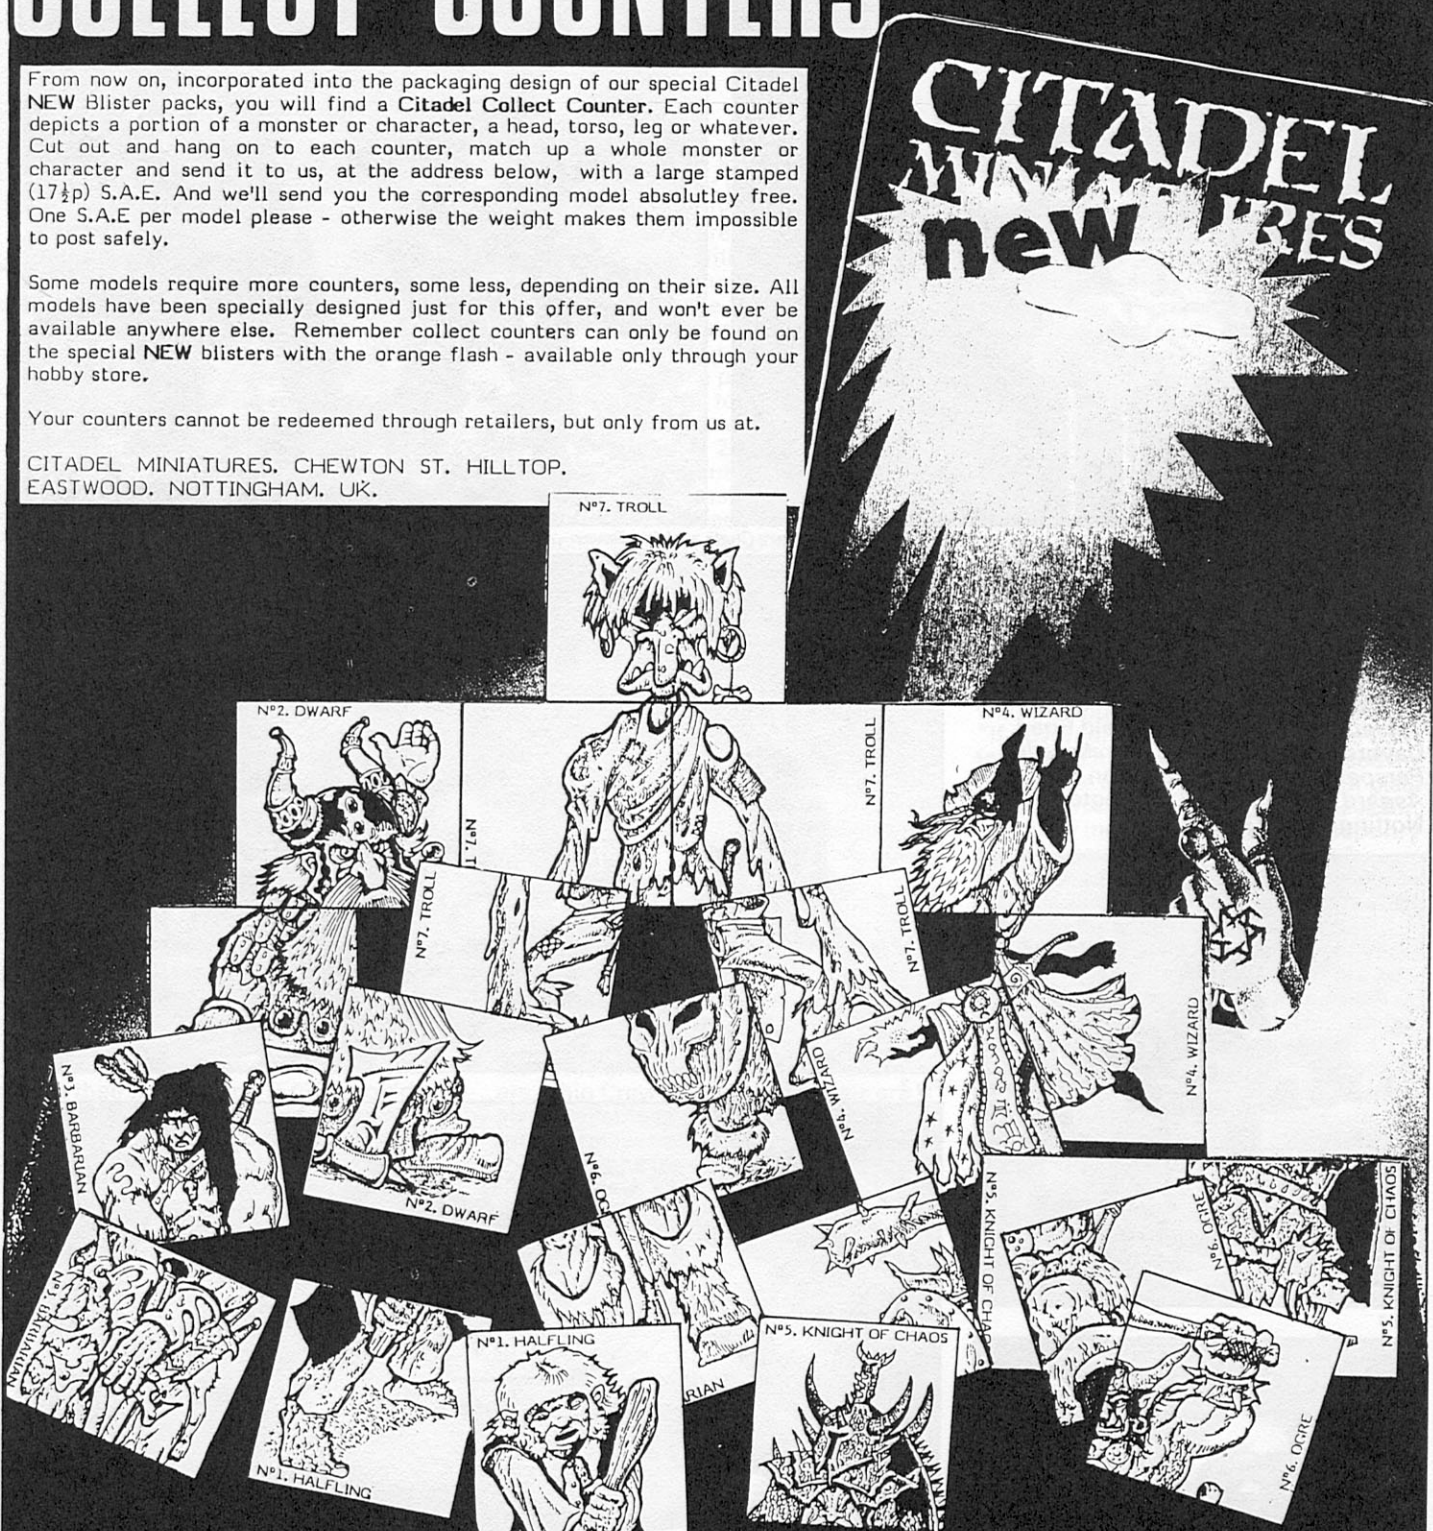 COLLECT COUNTERS
From now on, incorporated into the packaging design of our special Citadel
NEW Blister packs, you will find a Citadel Collect Counter. Each counter
depicts a portion of a monster or character, a head, torso, leg or whatever.
Cut out and hang on to each counter, match up a whole monster or
character and send it to us, at the address below, with a large stamped
(17½p) S.A.E. And we'll send you the corresponding model absolutley free.
One S.A.E per model please - otherwise the weight makes them impossible
to post safely.
Some models require more counters, some less, depending on their size. All
models have been specially designed just for this offer, and won't ever be
available anywhere else. Remember collect counters can only be found on
the special NEW blisters with the orange flash - available only through your
hobby store.
Your counters cannot be redeemed through retailers, but only from us at.
CITADEL MINIATURES. CHEWTON ST. HILLTOP.
EASTWOOD. NOTTINGHAM. UK.
CITADEL
MINIATURES
new
Nº7. TROLL
Nº2. DWARF
Nº7. T
Nº7. TROLL
Nº4. WIZARD
Nº7. TROLL
Nº7. TROLL
Nº4. WIZARD
Nº4. WIZARD
Nº3. BARBARIAN
Nº2. DWARF
Nº6. OG
Nº5. KNIGHT OF CHAOS
Nº6. OGRE
Nº5. KNIGHT OF CHAOS
Nº3. BARBARIAN
Nº1. HALFLING
Nº1. HALFLING
RIAN
Nº5. KNIGHT OF CHAOS
Nº6. OGRE